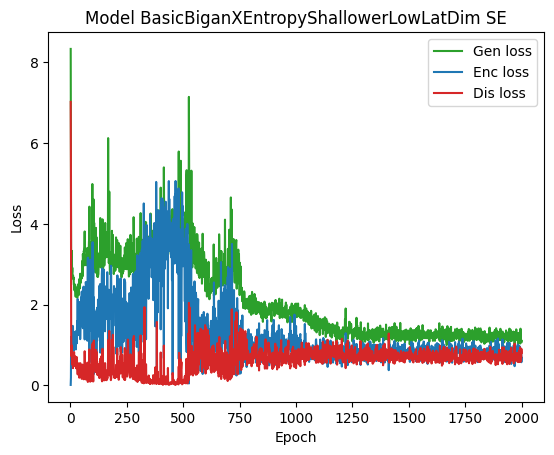 Model BasicBiganXEntropyShallowerLowLatDim SE
Gen loss
Enc loss
Dis loss
8
6
4
2
0
Loss
0 250 500 750 1000 1250 1500 1750 2000
Epoch